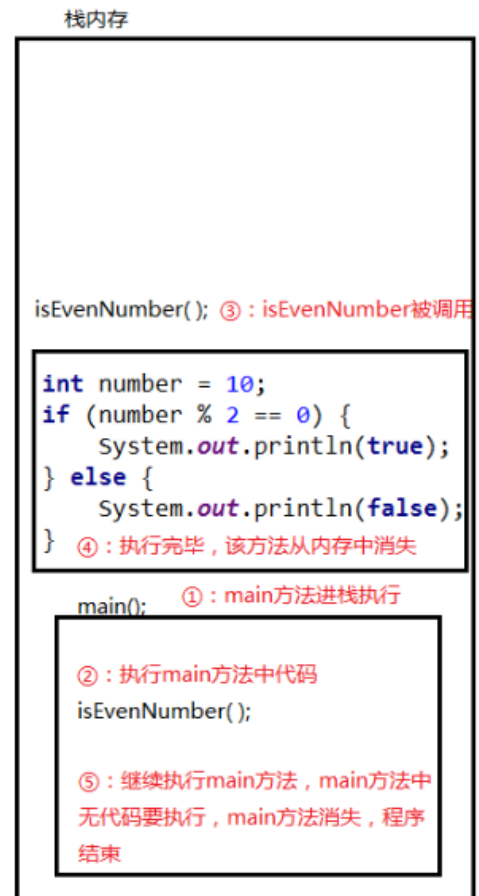 栈内存
isEvenNumber( ); ③：isEvenNumber被调用
int number = 10;
if (number % 2 == 0) {
    System.out.println(true);
} else {
    System.out.println(false);
} ④：执行完毕，该方法从内存中消失
main(); ①：main方法进栈执行
②：执行main方法中代码
isEvenNumber( );
⑤：继续执行main方法，main方法中
无代码要执行，main方法消失，程序
结束